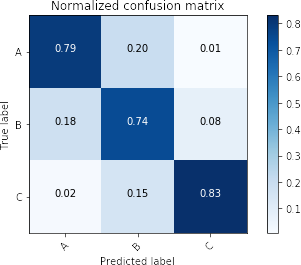 Normalized confusion matrix
A 0.79 0.20 0.01
B 0.18 0.74 0.08
C 0.02 0.15 0.83
True label
A B C
Predicted label
0.8
0.7
0.6
0.5
0.4
0.3
0.2
0.1